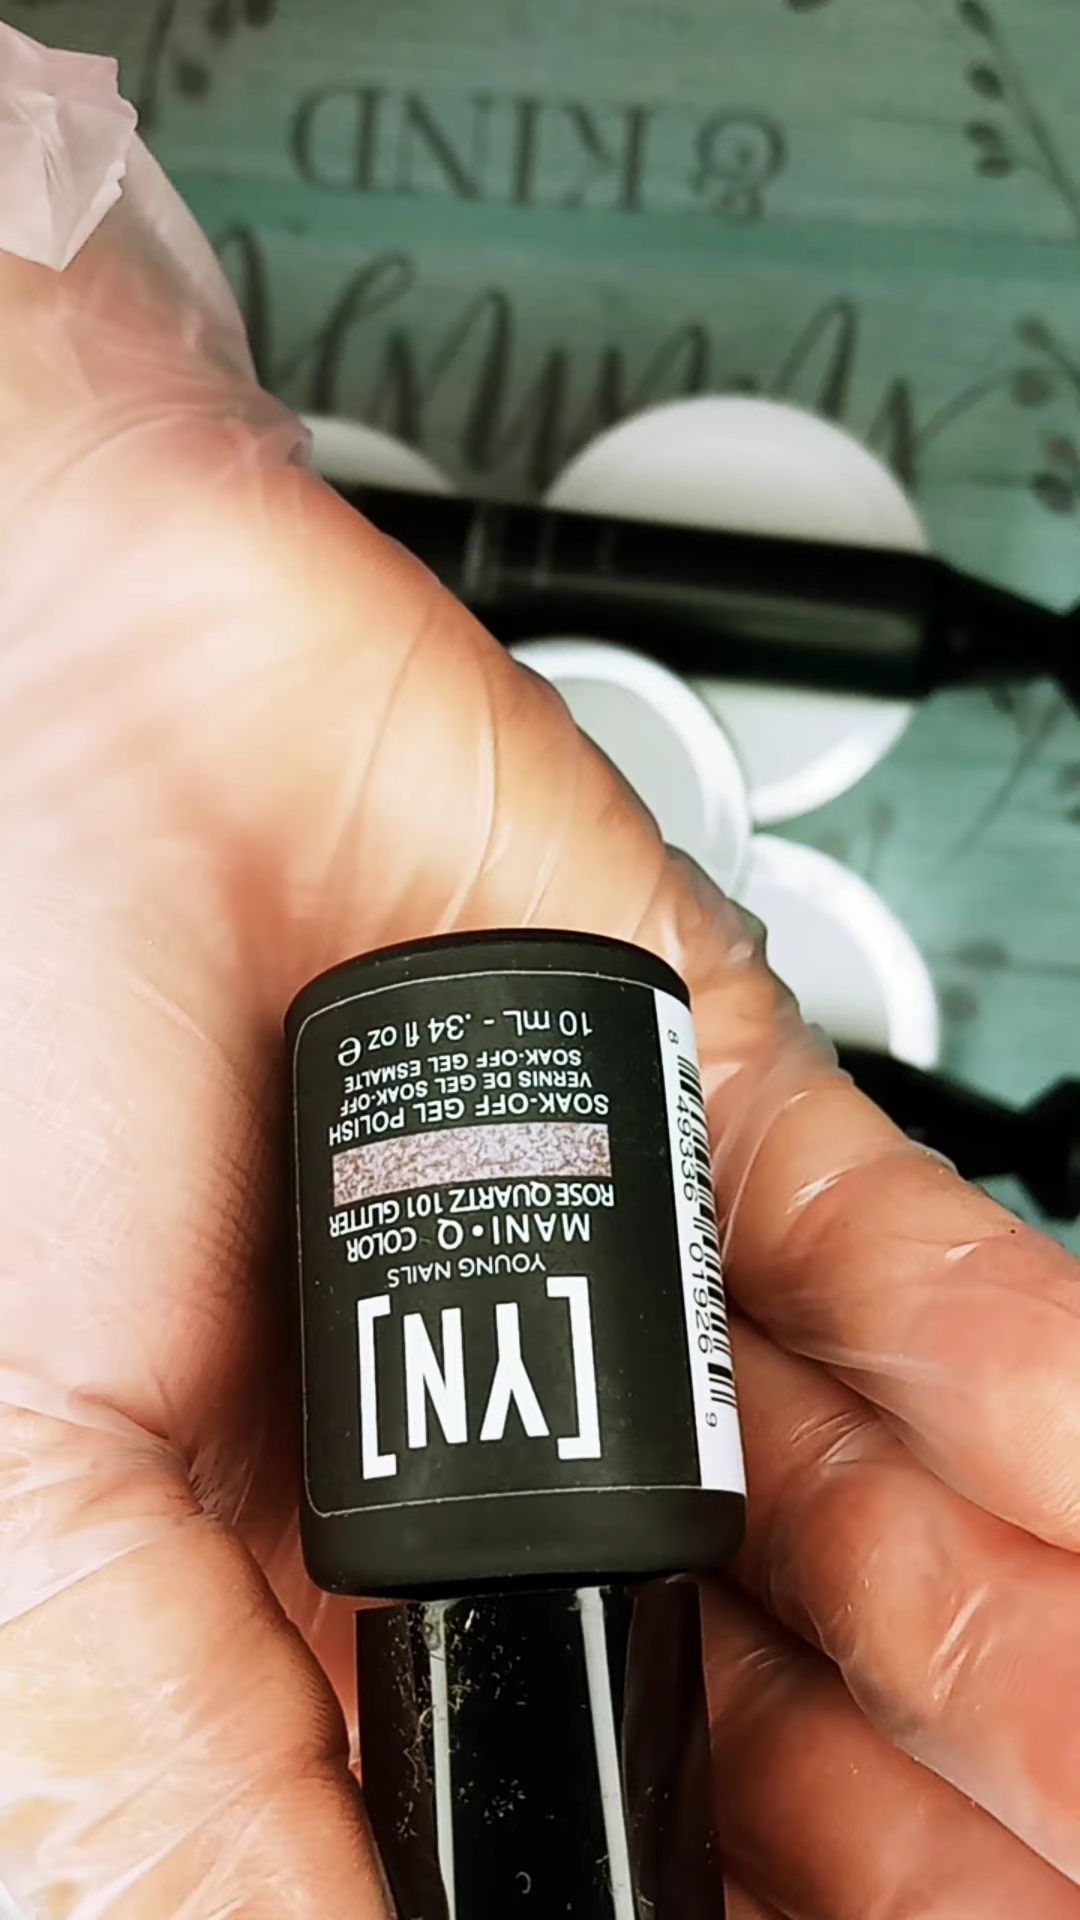 [YN]
YOUNG NAILS
MANI•Q COLOR
ROSE QUARTZ 101 GLITTER
SOAK-OFF GEL POLISH
VERNIS DE GEL SOAK-OFF
SOAK-OFF GEL ESMALTE
10 mL - .34 fl oz e
8 49336 01926 9
& KIND